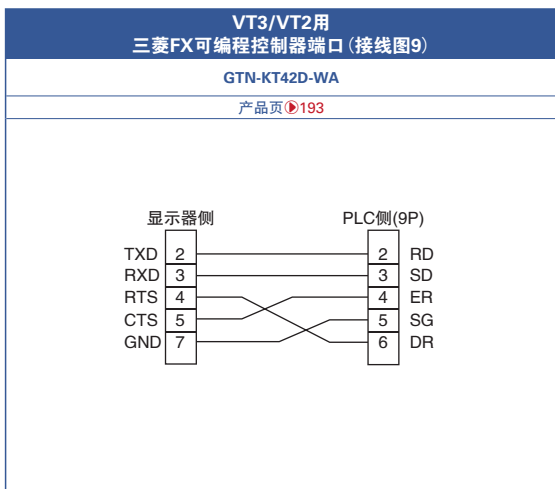 VT3/VT2用
三菱FX可编程控制器端口(接线图9)
GTN-KT42D-WA
产品页193
显示器侧 PLC侧(9P)
TXD 2 2 RD
RXD 3 3 SD
RTS 4 4 ER
CTS 5 5 SG
GND 7 6 DR